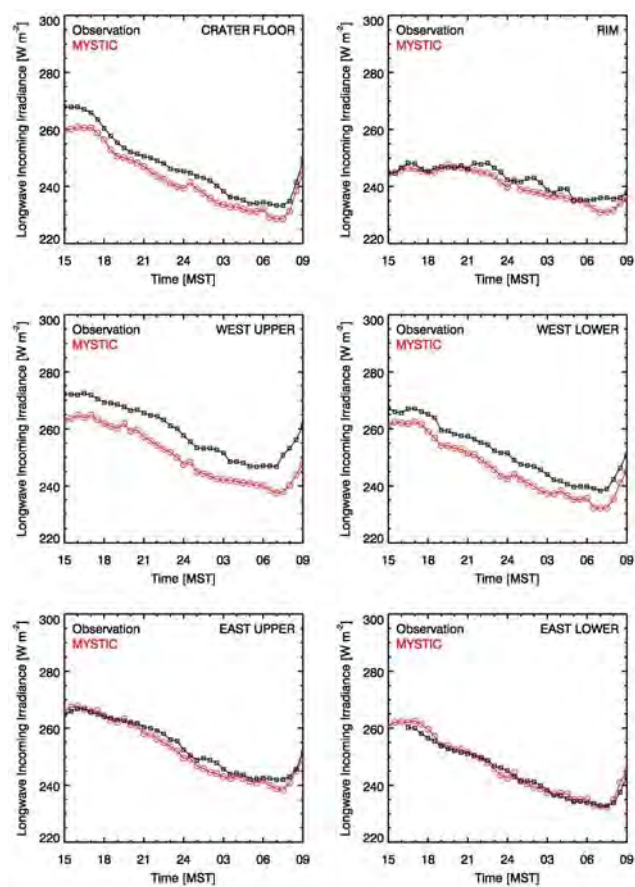 Observation CRATER FLOOR
MYSTIC
Longwave Incoming Irradiance [W m⁻²]
300
280
260
240
220
15 18 21 24 03 06 09
Time [MST]
Observation RIM
MYSTIC
Longwave Incoming Irradiance [W m⁻²]
300
280
260
240
220
15 18 21 24 03 06 09
Time [MST]
Observation WEST UPPER
MYSTIC
Longwave Incoming Irradiance [W m⁻²]
300
280
260
240
220
15 18 21 24 03 06 09
Time [MST]
Observation WEST LOWER
MYSTIC
Longwave Incoming Irradiance [W m⁻²]
300
280
260
240
220
15 18 21 24 03 06 09
Time [MST]
Observation EAST UPPER
MYSTIC
Longwave Incoming Irradiance [W m⁻²]
300
280
260
240
220
15 18 21 24 03 06 09
Time [MST]
Observation EAST LOWER
MYSTIC
Longwave Incoming Irradiance [W m⁻²]
300
280
260
240
220
15 18 21 24 03 06 09
Time [MST]